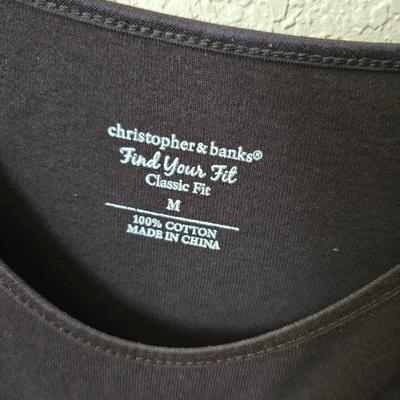 christopher & banks®
Find Your Fit
Classic Fit
M
100% COTTON
MADE IN CHINA